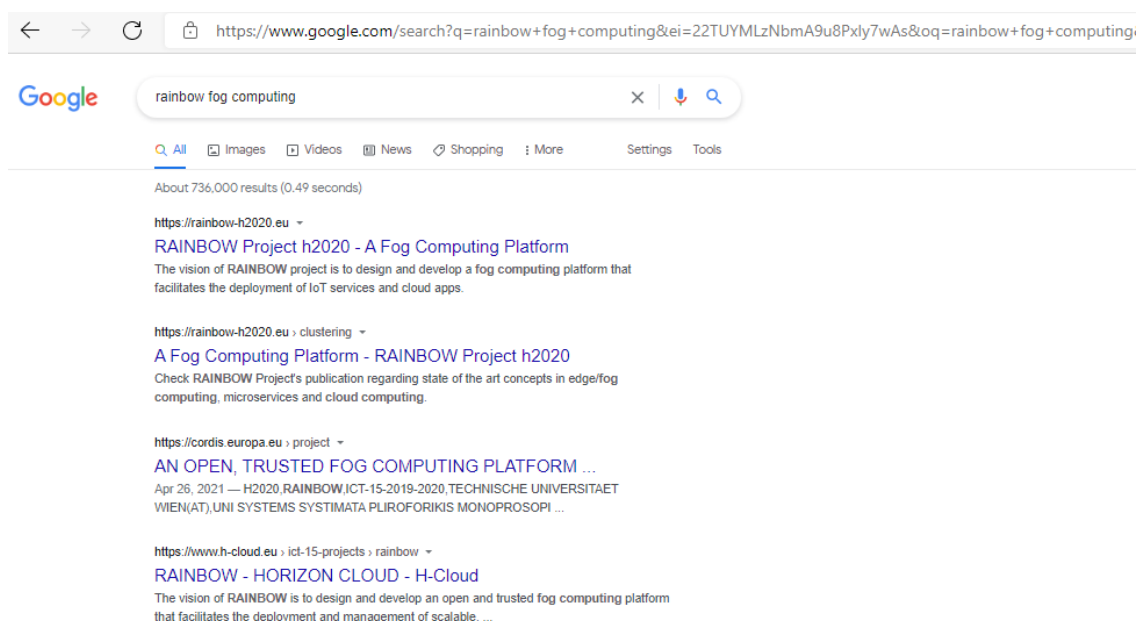 https://www.google.com/search?q=rainbow+fog+computing&ei=22TUYMLzNbmA9u8Pxly7wAs&oq=rainbow+fog+computing
Google
rainbow fog computing
All Images Videos News Shopping More Settings Tools
About 736,000 results (0.49 seconds)
https://rainbow-h2020.eu
RAINBOW Project h2020 - A Fog Computing Platform
The vision of RAINBOW project is to design and develop a fog computing platform that
facilitates the deployment of IoT services and cloud apps.
https://rainbow-h2020.eu › clustering
A Fog Computing Platform - RAINBOW Project h2020
Check RAINBOW Project's publication regarding state of the art concepts in edge/fog
computing, microservices and cloud computing.
https://cordis.europa.eu › project
AN OPEN, TRUSTED FOG COMPUTING PLATFORM ...
Apr 26, 2021 — H2020,RAINBOW,ICT-15-2019-2020,TECHNISCHE UNIVERSITAET
WIEN(AT),UNI SYSTEMS SYSTIMATA PLIROFORIKIS MONOPROSOPI ...
https://www.h-cloud.eu › ict-15-projects › rainbow
RAINBOW - HORIZON CLOUD - H-Cloud
The vision of RAINBOW is to design and develop an open and trusted fog computing platform
that facilitates the deployment and management of scalable, ...